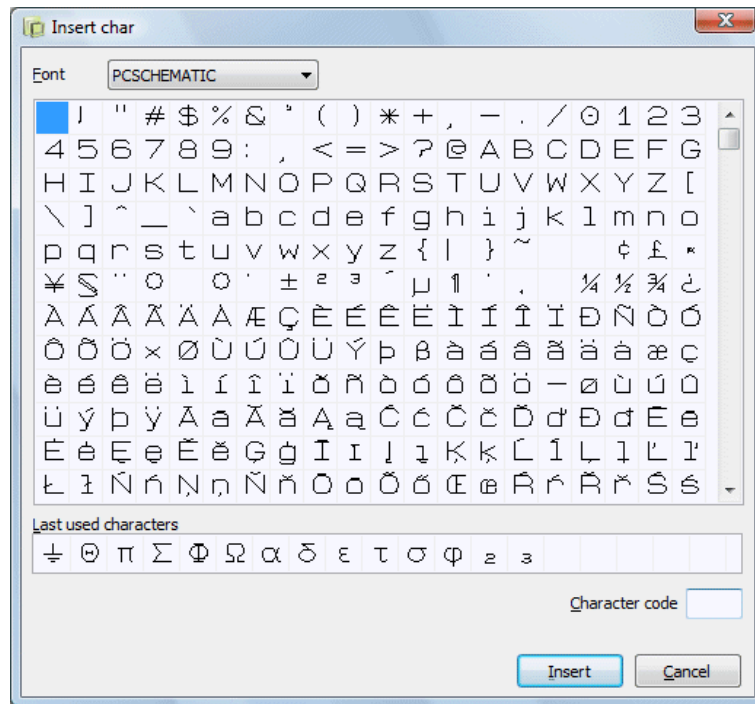 Insert char
Font PCSCHEMATIC
! " # $ % & ' ( ) * + , — . / 0 1 2 3
4 5 6 7 8 9 : ; < = > ? @ A B C D E F G
H I J K L M N O P Q R S T U V W X Y Z [
\ ] ^ _ ` a b c d e f g h i j k l m n o
p q r s t u v w x y z { | } ~ ¢ £ ¤
¥ § ¨ ° ± ² ³ ´ µ ¶ · ¸ ¼ ½ ¾ ¿
À Á Â Ã Ä Å Æ Ç È É Ê Ë Ì Í Î Ï Ð Ñ Ò Ó
Ô Õ Ö × Ø Ù Ú Û Ü Ý Þ ß à á â ã ä å æ ç
è é ê ë ì í î ï ð ñ ò ó ô õ ö — ø ù ú û
ü ý þ ÿ Ā ā Ă ă Ą ą Ć ć Č č Ď ď Đ đ Ē ē
Ė ė Ę ę Ě ě Ģ ģ Ī ī Į į Ķ ķ Ĺ ĺ Ļ ļ Ľ ľ
Ł ł Ń ń Ņ ņ Ň ň Ō ō Ő ő Œ œ Ŕ ŕ Ř ř Ś ś
Last used characters
⏚ Θ π Σ Φ Ω α δ ε τ σ φ ₂ ₃
Character code
Insert Cancel